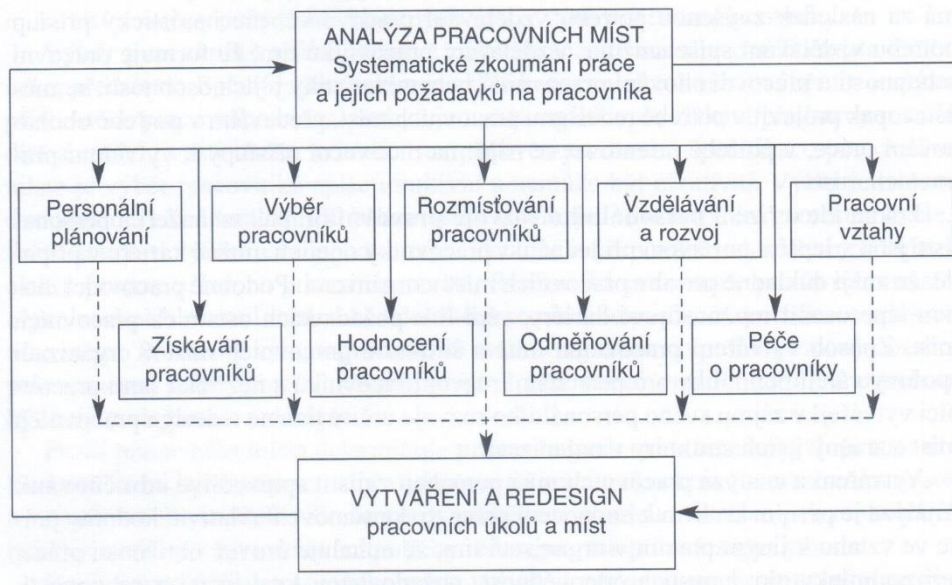 ANALÝZA PRACOVNÍCH MÍST
Systematické zkoumání práce
a jejích požadavků na pracovníka
Personální
plánování
Výběr
pracovníků
Rozmísťování
pracovníků
Vzdělávání
a rozvoj
Pracovní
vztahy
Získávání
pracovníků
Hodnocení
pracovníků
Odměňování
pracovníků
Péče
o pracovníky
VYTVÁŘENÍ A REDESIGN
pracovních úkolů a míst